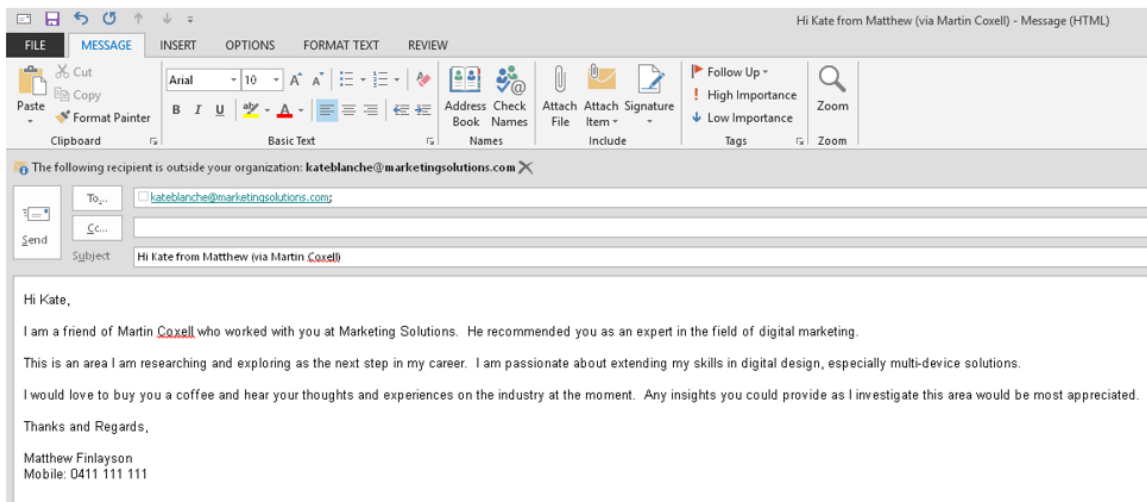 Hi Kate from Matthew (via Martin Coxell) - Message (HTML)
FILE MESSAGE INSERT OPTIONS FORMAT TEXT REVIEW
Paste
Cut
Copy
Format Painter
Clipboard
Arial 10
B I U
Basic Text
Address Book
Check Names
Names
Attach File
Attach Item
Signature
Include
Follow Up
High Importance
Low Importance
Tags
Zoom
Zoom
The following recipient is outside your organization: kateblanche@marketingsolutions.com
Send
To... kateblanche@marketingsolutions.com;
Cc...
Subject Hi Kate from Matthew (via Martin Coxell)
Hi Kate,
I am a friend of Martin Coxell who worked with you at Marketing Solutions. He recommended you as an expert in the field of digital marketing.
This is an area I am researching and exploring as the next step in my career. I am passionate about extending my skills in digital design, especially multi-device solutions.
I would love to buy you a coffee and hear your thoughts and experiences on the industry at the moment. Any insights you could provide as I investigate this area would be most appreciated.
Thanks and Regards,
Matthew Finlayson
Mobile: 0411 111 111